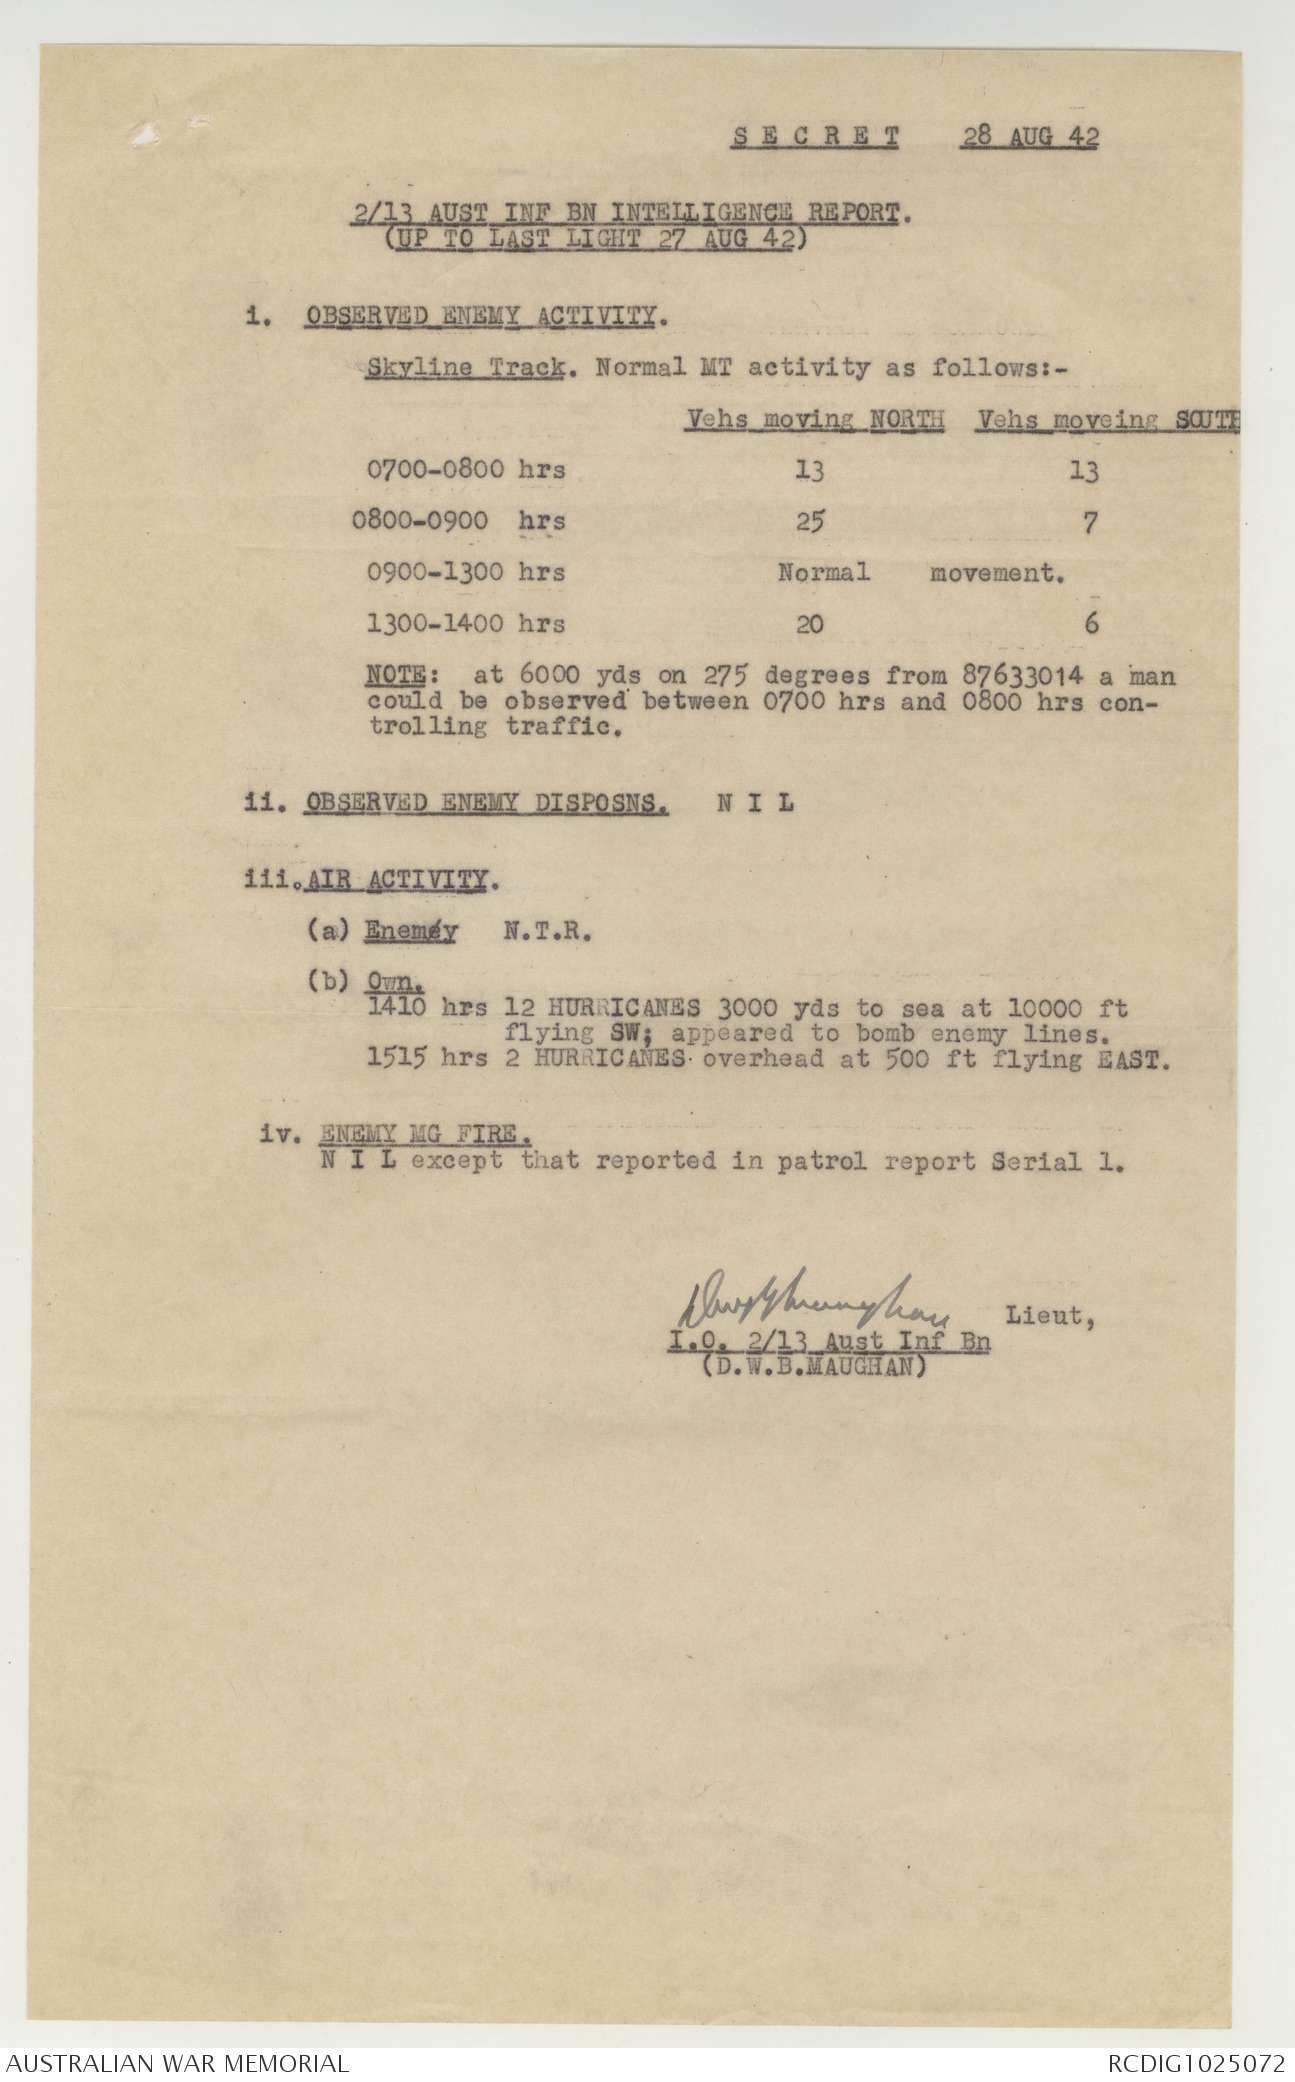 S E C R E T    28 AUG 42
2/13 AUST INF BN INTELLIGENCE REPORT.
(UP TO LAST LIGHT 27 AUG 42)
i. OBSERVED ENEMY ACTIVITY.
Skyline Track. Normal MT activity as follows:-
Vehs moving NORTH    Vehs moveing SOUTH
0700-0800 hrs    13    13
0800-0900 hrs    25    7
0900-1300 hrs    Normal    movement.
1300-1400 hrs    20    6
NOTE: at 6000 yds on 275 degrees from 87633014 a man
could be observed between 0700 hrs and 0800 hrs con-
trolling traffic.
ii. OBSERVED ENEMY DISPOSNS.    N I L
iii. AIR ACTIVITY.
(a) Enemey    N.T.R.
(b) Own.
1410 hrs 12 HURRICANES 3000 yds to sea at 10000 ft
flying SW; appeared to bomb enemy lines.
1515 hrs 2 HURRICANES overhead at 500 ft flying EAST.
iv. ENEMY MG FIRE.
N I L except that reported in patrol report Serial 1.
DWBMaughan    Lieut,
I.O. 2/13 Aust Inf Bn
(D.W.B.MAUGHAN)
AUSTRALIAN WAR MEMORIAL    RCDIG1025072